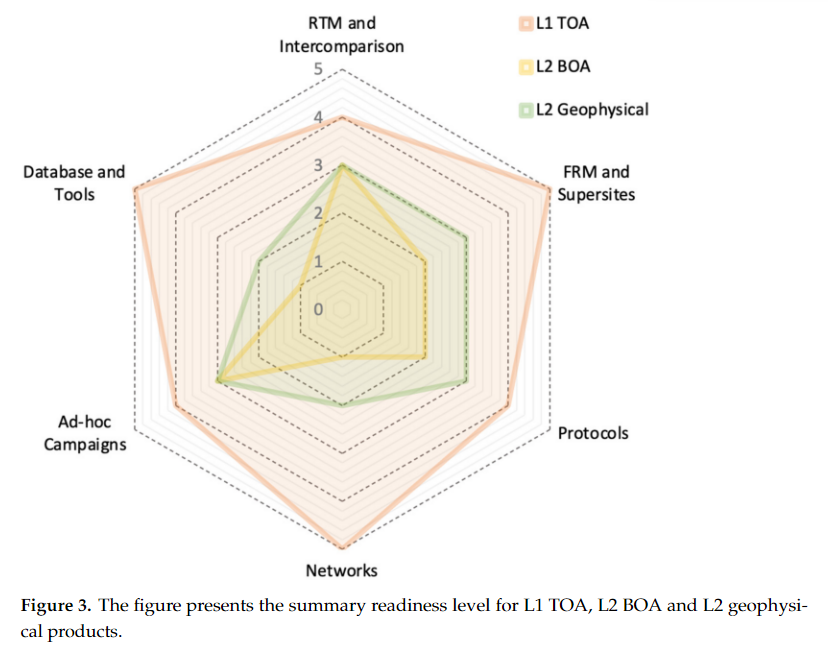 RTM and
Intercomparison
L1 TOA
L2 BOA
L2 Geophysical
5
4
3
2
1
0
Database and
Tools
FRM and
Supersites
Ad-hoc
Campaigns
Protocols
Networks
Figure 3. The figure presents the summary readiness level for L1 TOA, L2 BOA and L2 geophysi-
cal products.